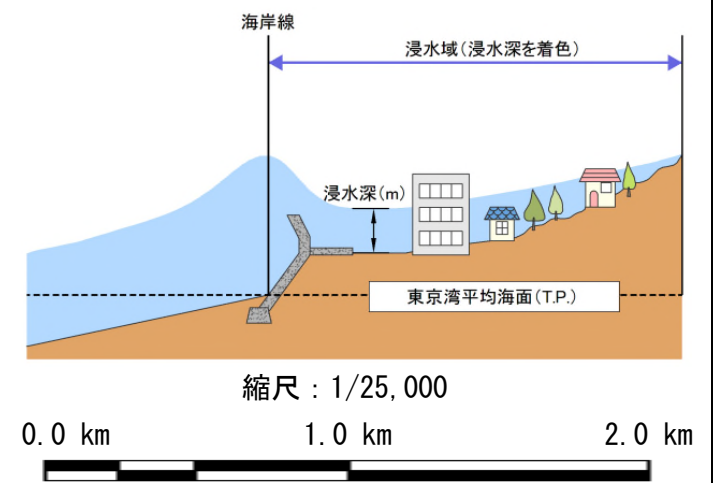 海岸線
浸水域(浸水深を着色)
浸水深(m)
東京湾平均海面(T.P.)
縮尺：1/25,000
0.0 km 1.0 km 2.0 km